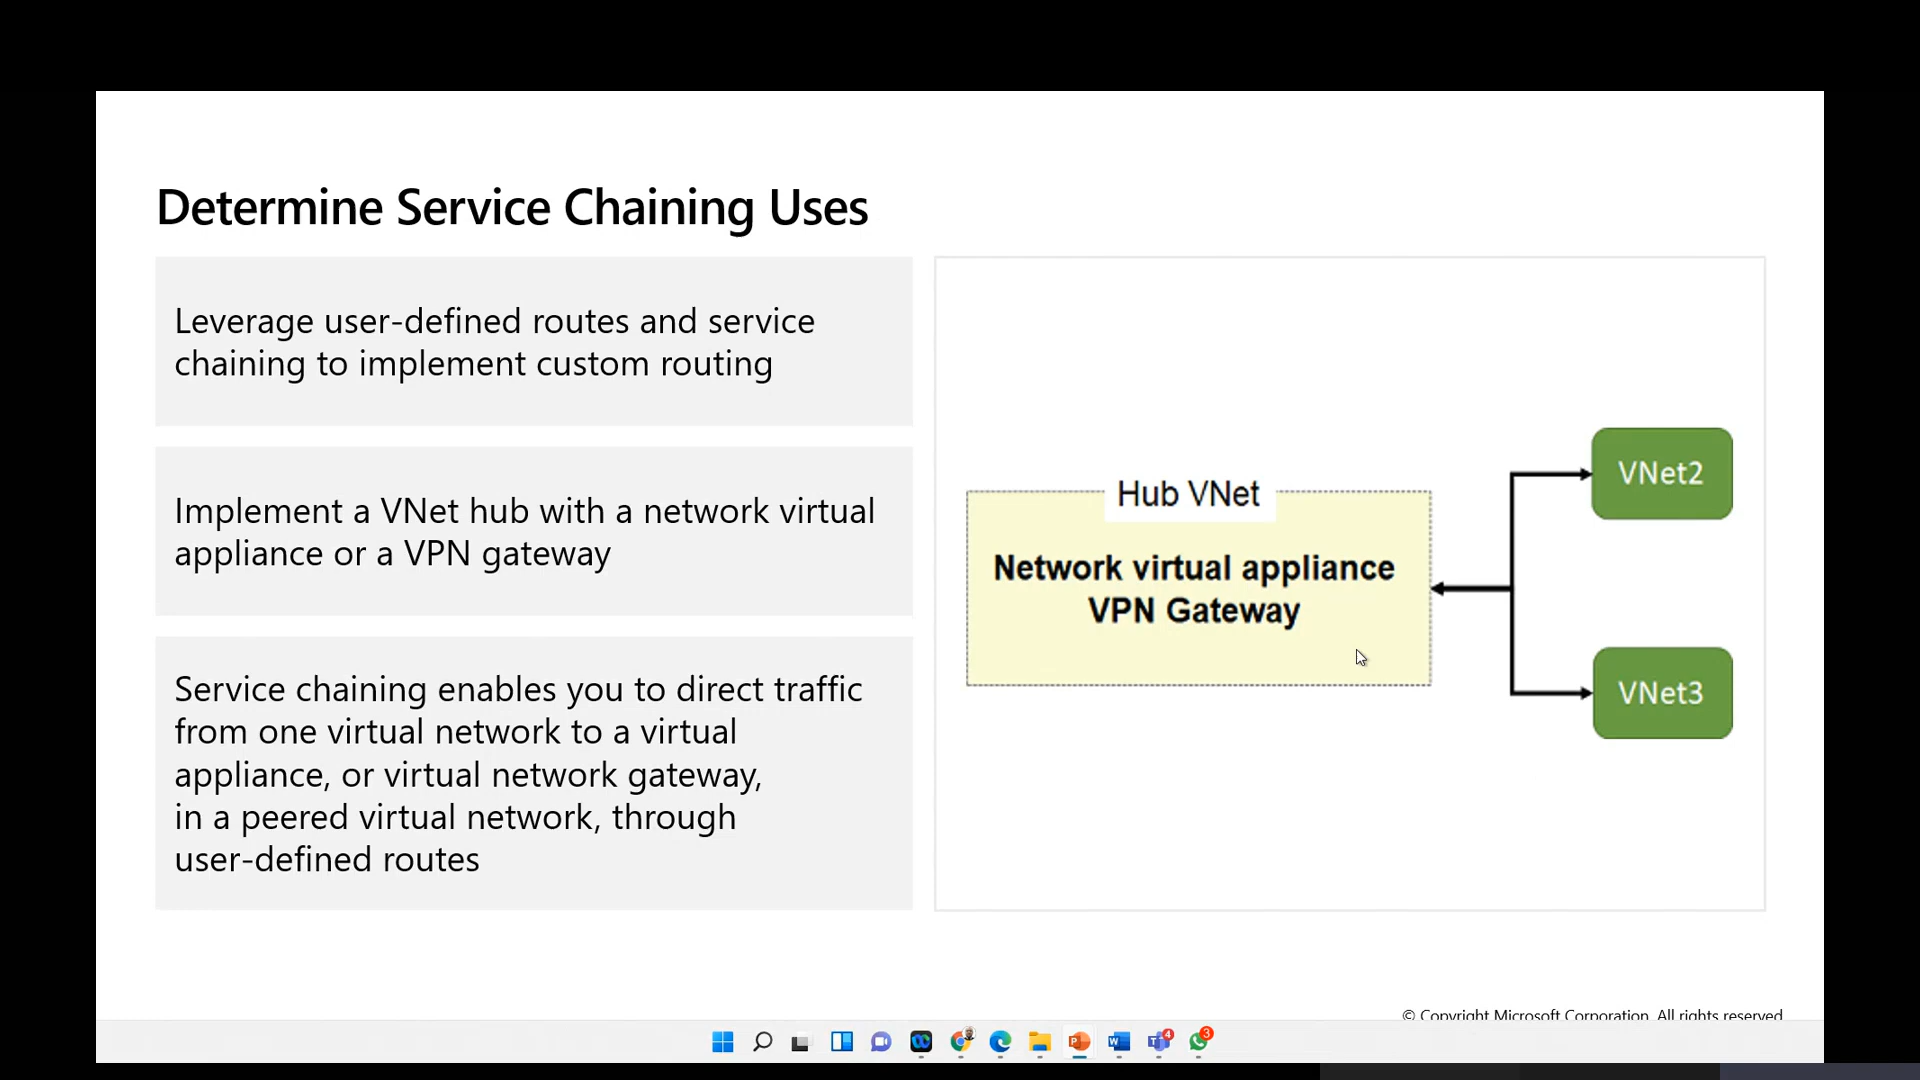 Determine Service Chaining Uses
Leverage user-defined routes and service
chaining to implement custom routing
Implement a VNet hub with a network virtual
appliance or a VPN gateway
Service chaining enables you to direct traffic
from one virtual network to a virtual
appliance, or virtual network gateway,
in a peered virtual network, through
user-defined routes
Hub VNet
Network virtual appliance
VPN Gateway
VNet2
VNet3
© Copyright Microsoft Corporation. All rights reserved.
4
3